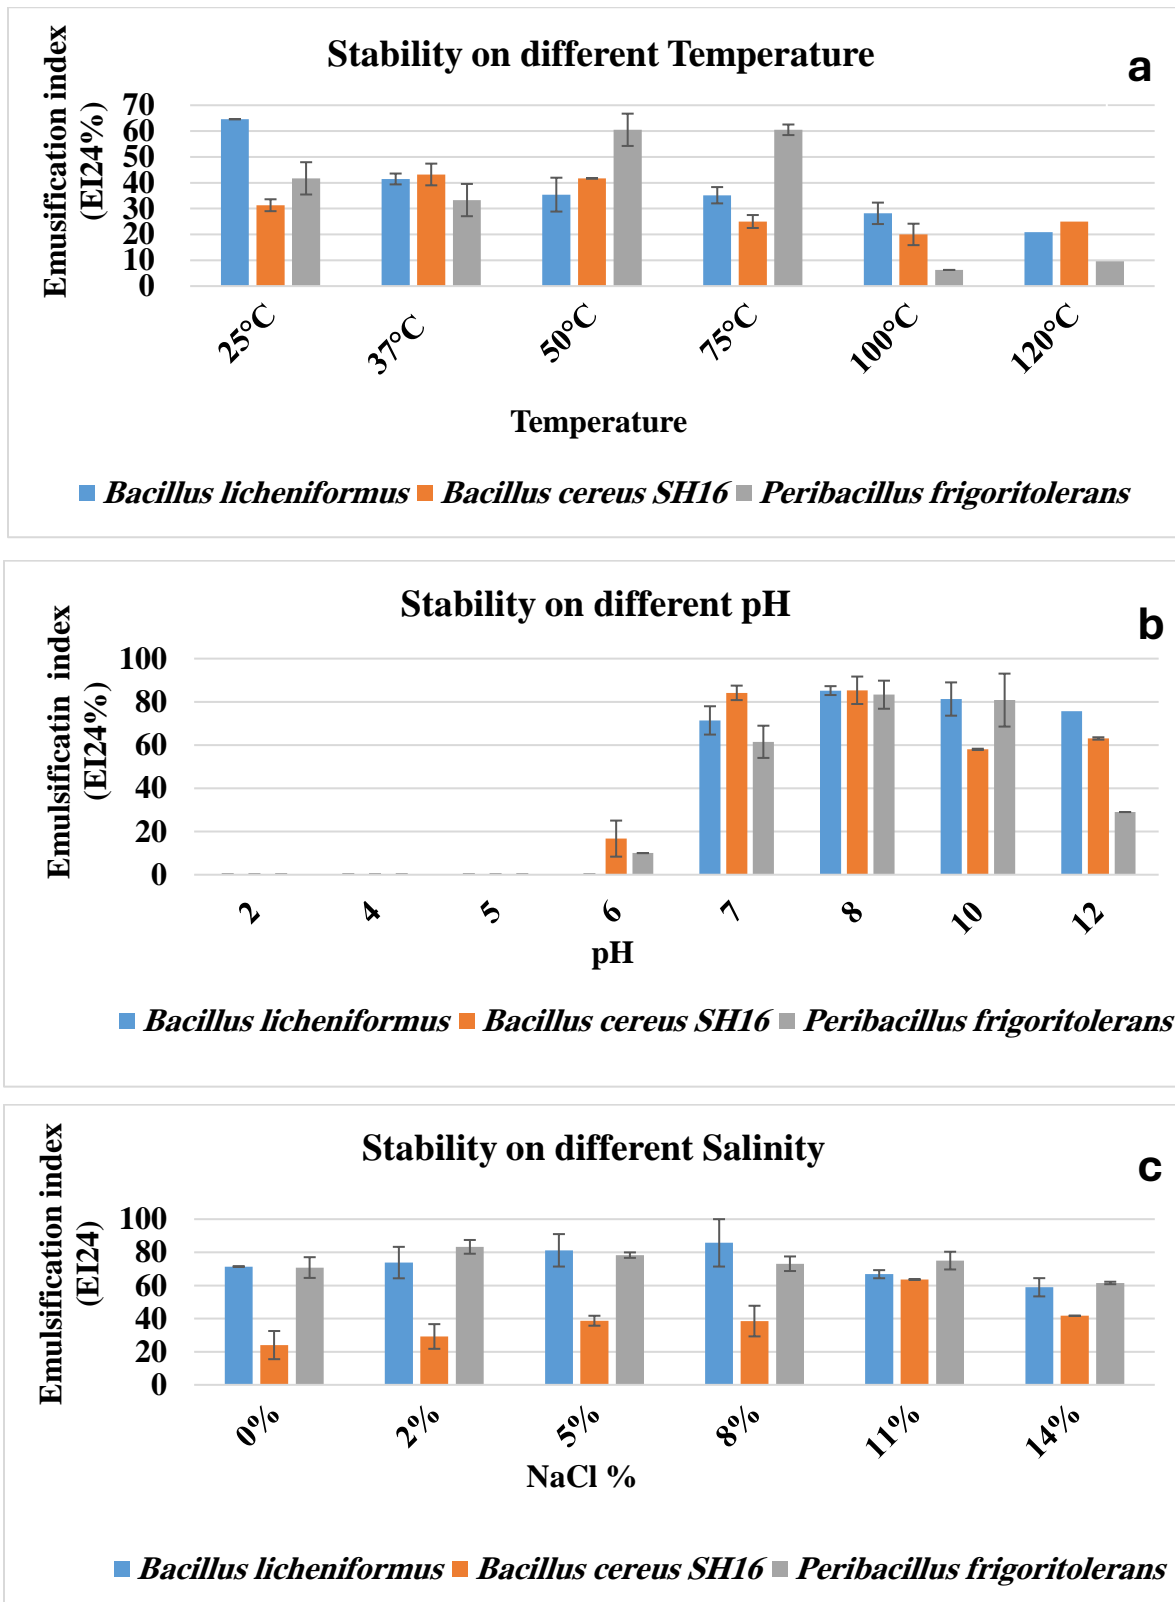 Stability on different Temperature
a
Emusification index
(EI24%)
70
60
50
40
30
20
10
0
25°C 37°C 50°C 75°C 100°C 120°C
Temperature
Bacillus licheniformus Bacillus cereus SH16 Peribacillus frigoritolerans
Stability on different pH
b
Emulsificatin index
(EI24%)
100
80
60
40
20
0
2 4 5 6 7 8 10 12
pH
Bacillus licheniformus Bacillus cereus SH16 Peribacillus frigoritolerans
Stability on different Salinity
c
Emulsification index
(EI24)
100
80
60
40
20
0
0% 2% 5% 8% 11% 14%
NaCl %
Bacillus licheniformus Bacillus cereus SH16 Peribacillus frigoritolerans